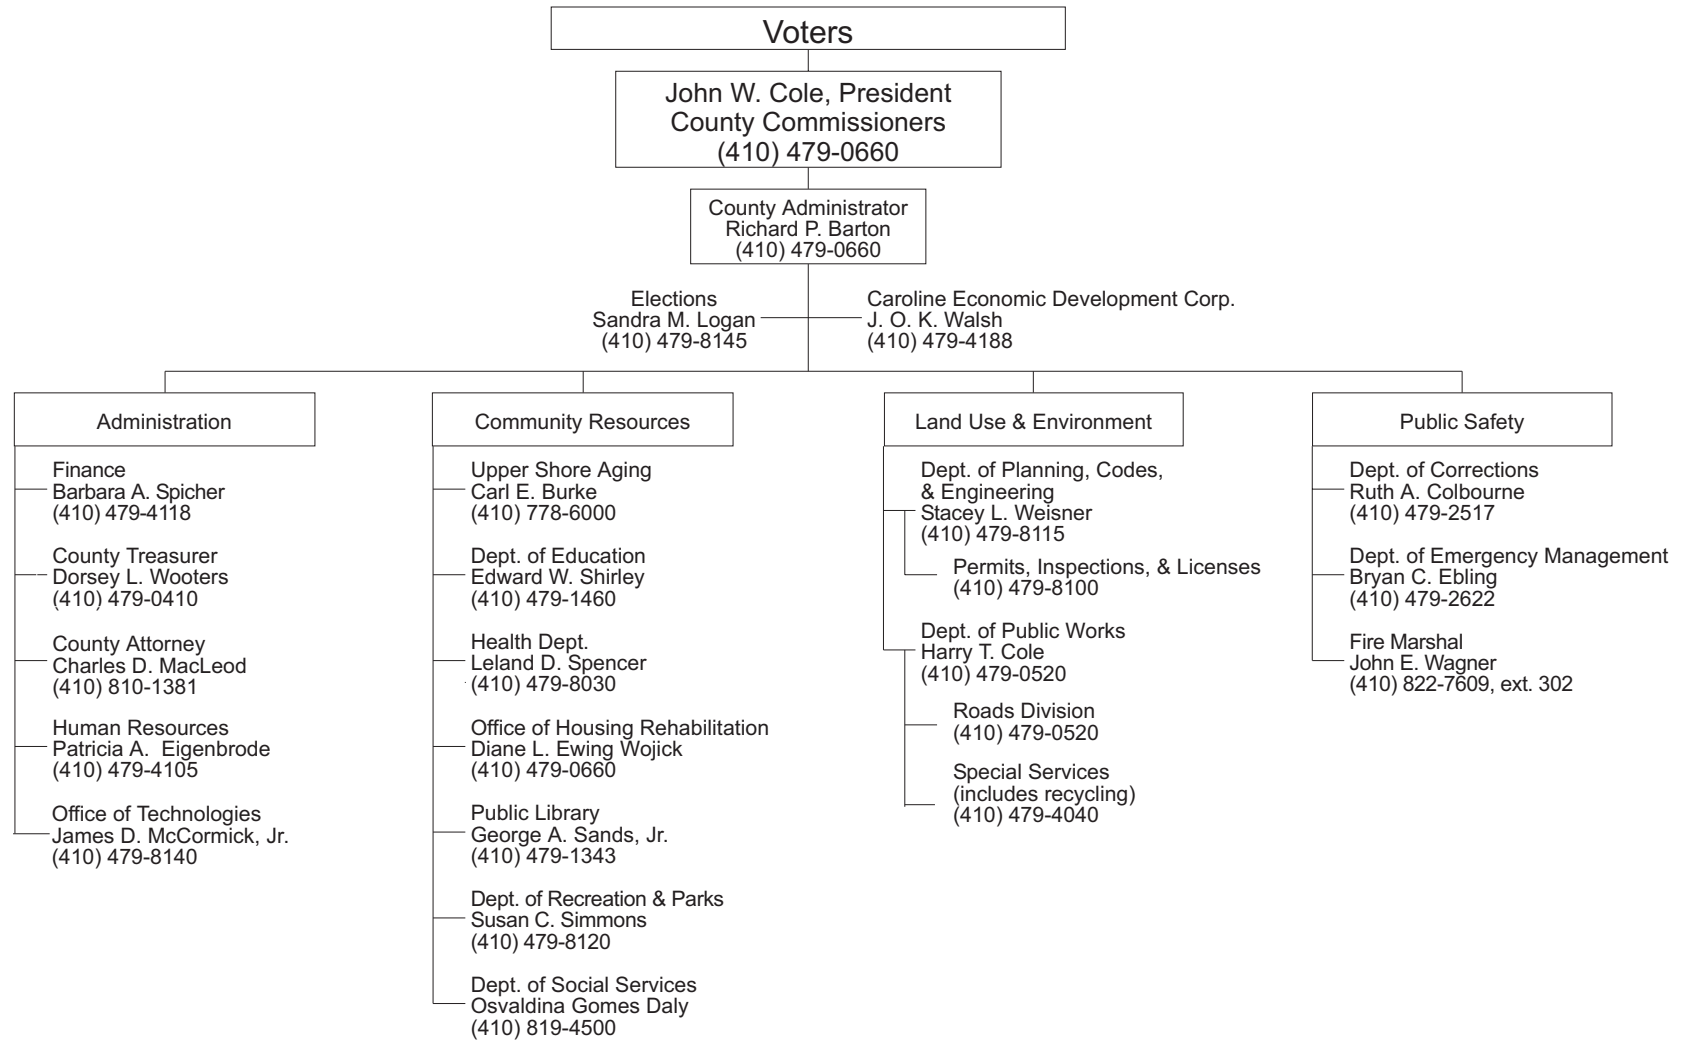 Voters
John W. Cole, President
County Commissioners
(410) 479-0660
County Administrator
Richard P. Barton
(410) 479-0660
Elections
Sandra M. Logan
(410) 479-8145
Caroline Economic Development Corp.
J. O. K. Walsh
(410) 479-4188
Administration
Finance
Barbara A. Spicher
(410) 479-4118
County Treasurer
Dorsey L. Wooters
(410) 479-0410
County Attorney
Charles D. MacLeod
(410) 810-1381
Human Resources
Patricia A. Eigenbrode
(410) 479-4105
Office of Technologies
James D. McCormick, Jr.
(410) 479-8140
Community Resources
Upper Shore Aging
Carl E. Burke
(410) 778-6000
Dept. of Education
Edward W. Shirley
(410) 479-1460
Health Dept.
Leland D. Spencer
(410) 479-8030
Office of Housing Rehabilitation
Diane L. Ewing Wojick
(410) 479-0660
Public Library
George A. Sands, Jr.
(410) 479-1343
Dept. of Recreation & Parks
Susan C. Simmons
(410) 479-8120
Dept. of Social Services
Osvaldina Gomes Daly
(410) 819-4500
Land Use & Environment
Dept. of Planning, Codes,
& Engineering
Stacey L. Weisner
(410) 479-8115
Permits, Inspections, & Licenses
(410) 479-8100
Dept. of Public Works
Harry T. Cole
(410) 479-0520
Roads Division
(410) 479-0520
Special Services
(includes recycling)
(410) 479-4040
Public Safety
Dept. of Corrections
Ruth A. Colbourne
(410) 479-2517
Dept. of Emergency Management
Bryan C. Ebling
(410) 479-2622
Fire Marshal
John E. Wagner
(410) 822-7609, ext. 302